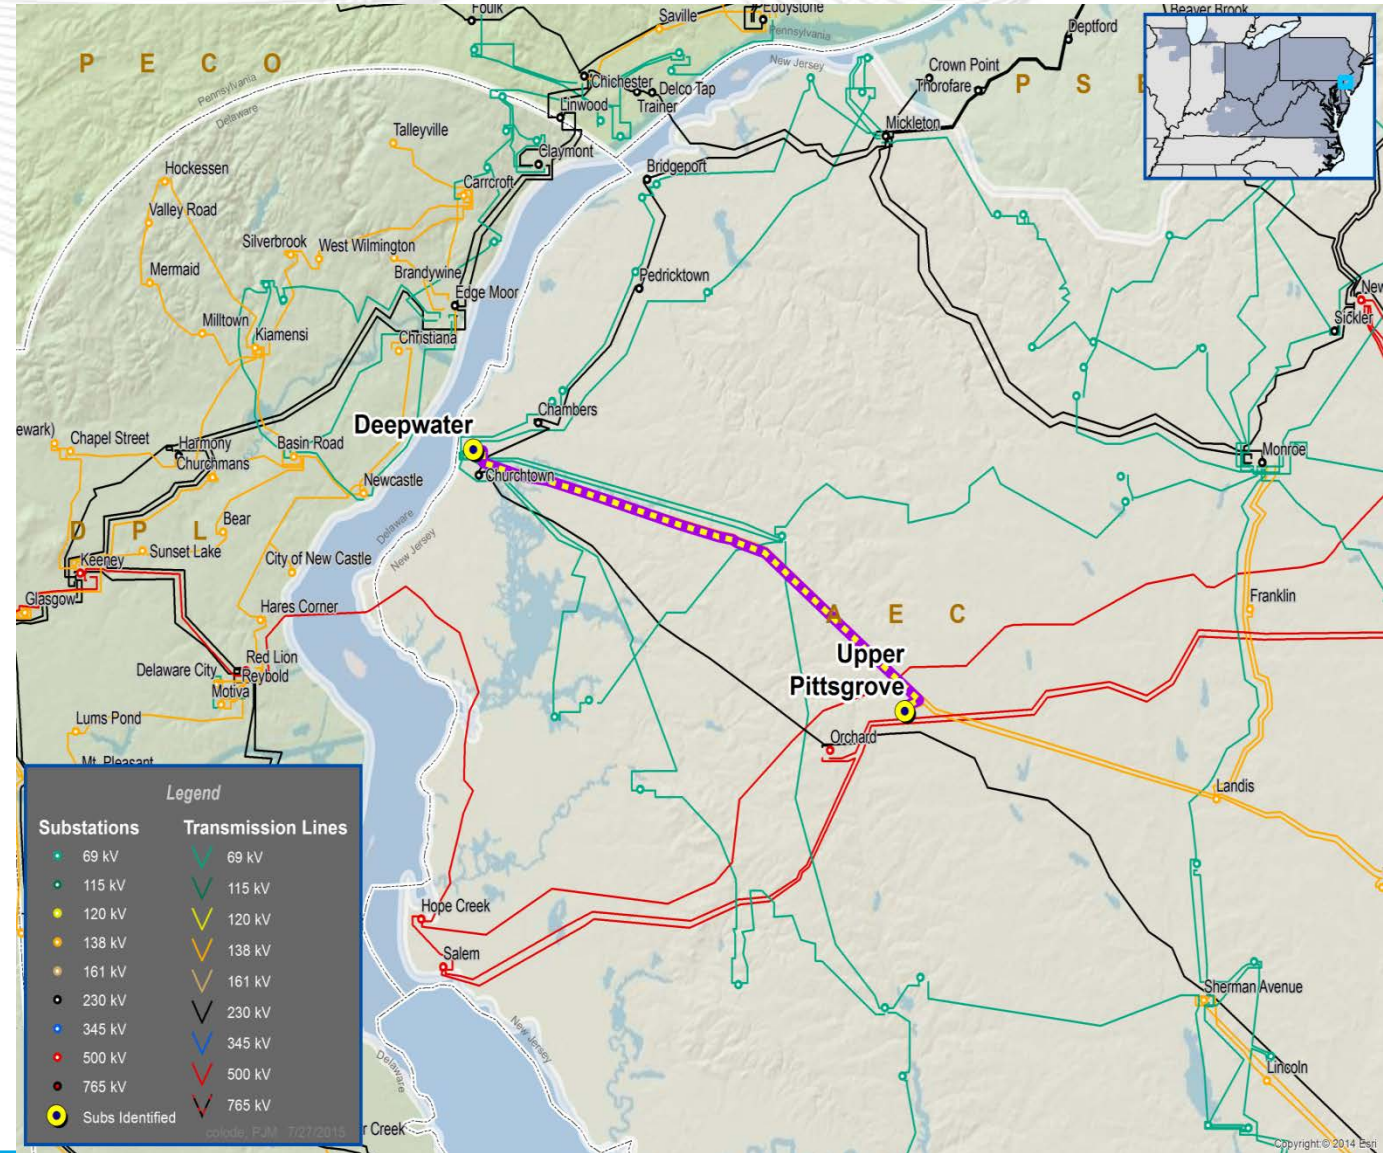 Foulk
Saville
Eddystone
Pennsylvania
Deptford
Beaver Brook
P E C O
Pennsylvania
Delaware
Chichester
Delco Tap
Trainer
Linwood
New Jersey
Crown Point
Thorofare
P S E
Talleyville
Mickleton
Claymont
Bridgeport
Hockessen
Carrcroft
Valley Road
Silverbrook
West Wilmington
Mermaid
Brandywine
Pedricktown
Edge Moor
New
Milltown
Kiamensi
Christiana
Sickler
Chambers
Deepwater
ewark)
Chapel Street
Harmony
Basin Road
Monroe
Churchmans
Churchtown
Newcastle
D P L
Bear
Delaware
New Jersey
Sunset Lake
Keeney
City of New Castle
Glasgow
Hares Corner
Franklin
A E C
Upper
Pittsgrove
Red Lion
Delaware City
Reybold
Motiva
Lums Pond
Orchard
Mt. Pleasant
Landis
Legend
Substations
Transmission Lines
69 kV
69 kV
115 kV
115 kV
120 kV
120 kV
138 kV
138 kV
161 kV
161 kV
230 kV
230 kV
345 kV
345 kV
500 kV
500 kV
765 kV
765 kV
Subs Identified
colode, PJM 7/27/2015
Hope Creek
Salem
Sherman Avenue
New Jersey
Delaware
Lincoln
r Creek
Copyright:© 2014 Esri